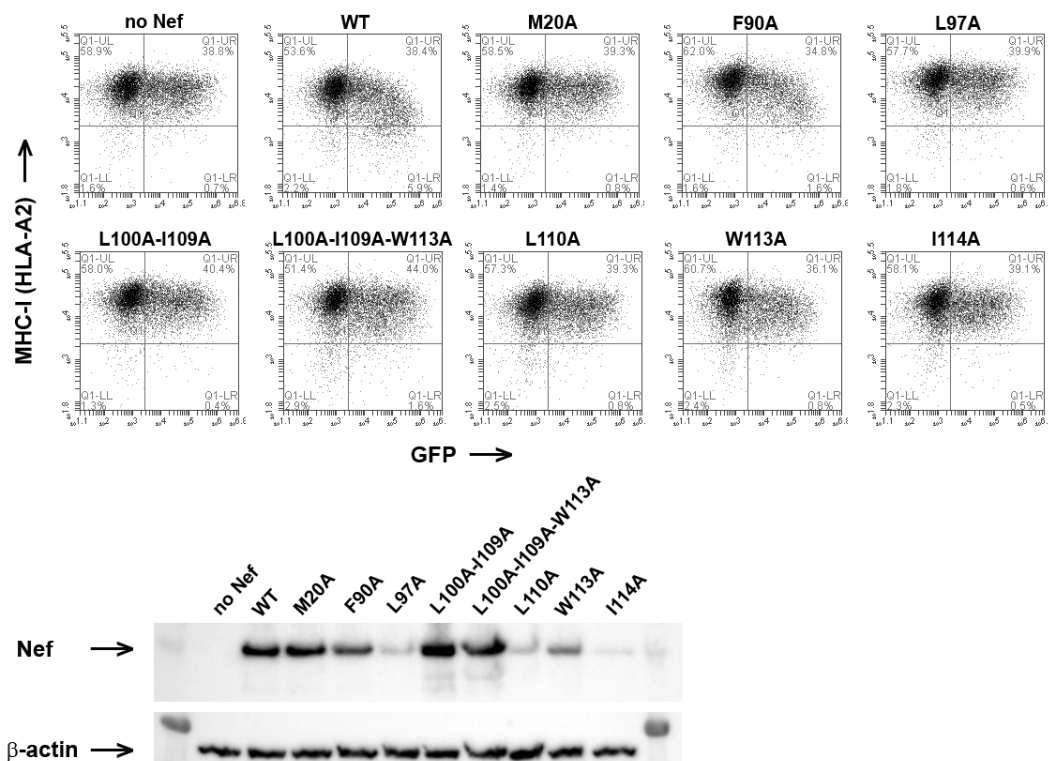 no Nef
WT
M20A
F90A
L97A
Q1-UL
58.9%
Q1-UR
38.8%
Q1-LL
1.6%
Q1-LR
0.7%
Q1-UL
53.6%
Q1-UR
38.4%
Q1-LL
2.2%
Q1-LR
5.9%
Q1-UL
58.5%
Q1-UR
39.3%
Q1-LL
1.4%
Q1-LR
0.8%
Q1-UL
62.0%
Q1-UR
34.8%
Q1-LL
1.6%
Q1-LR
1.6%
Q1-UL
57.7%
Q1-UR
39.9%
Q1-LL
1.8%
Q1-LR
0.6%
MHC-I (HLA-A2)
L100A-I109A
L100A-I109A-W113A
L110A
W113A
I114A
Q1-UL
58.0%
Q1-UR
40.4%
Q1-LL
1.3%
Q1-LR
0.4%
Q1-UL
51.4%
Q1-UR
44.0%
Q1-LL
2.9%
Q1-LR
1.6%
Q1-UL
57.3%
Q1-UR
39.3%
Q1-LL
2.5%
Q1-LR
0.8%
Q1-UL
60.7%
Q1-UR
36.1%
Q1-LL
2.4%
Q1-LR
0.8%
Q1-UL
58.1%
Q1-UR
39.1%
Q1-LL
2.3%
Q1-LR
0.5%
GFP
no Nef
WT
M20A
F90A
L97A
L100A-I109A
L100A-I109A-W113A
L110A
W113A
I114A
Nef
β-actin